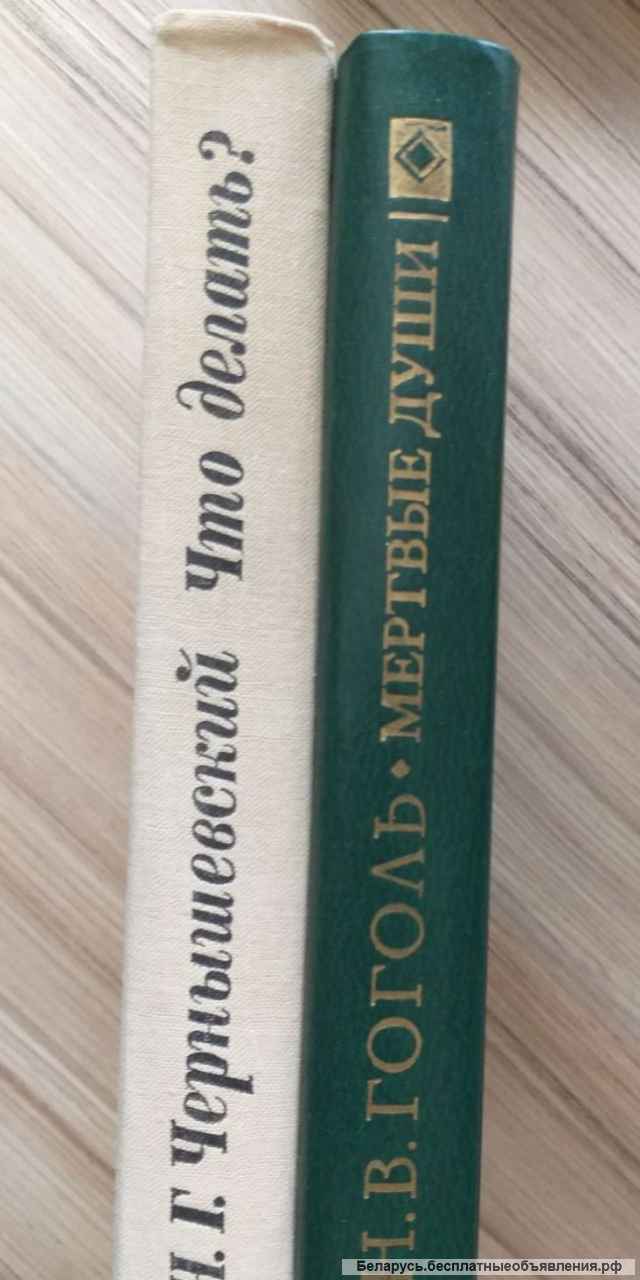 Н. Г. Чернышевский Что делать?
Н. В. ГОГОЛЬ • МЕРТВЫЕ ДУШИ
Беларусь.бесплатныеобъявления.рф